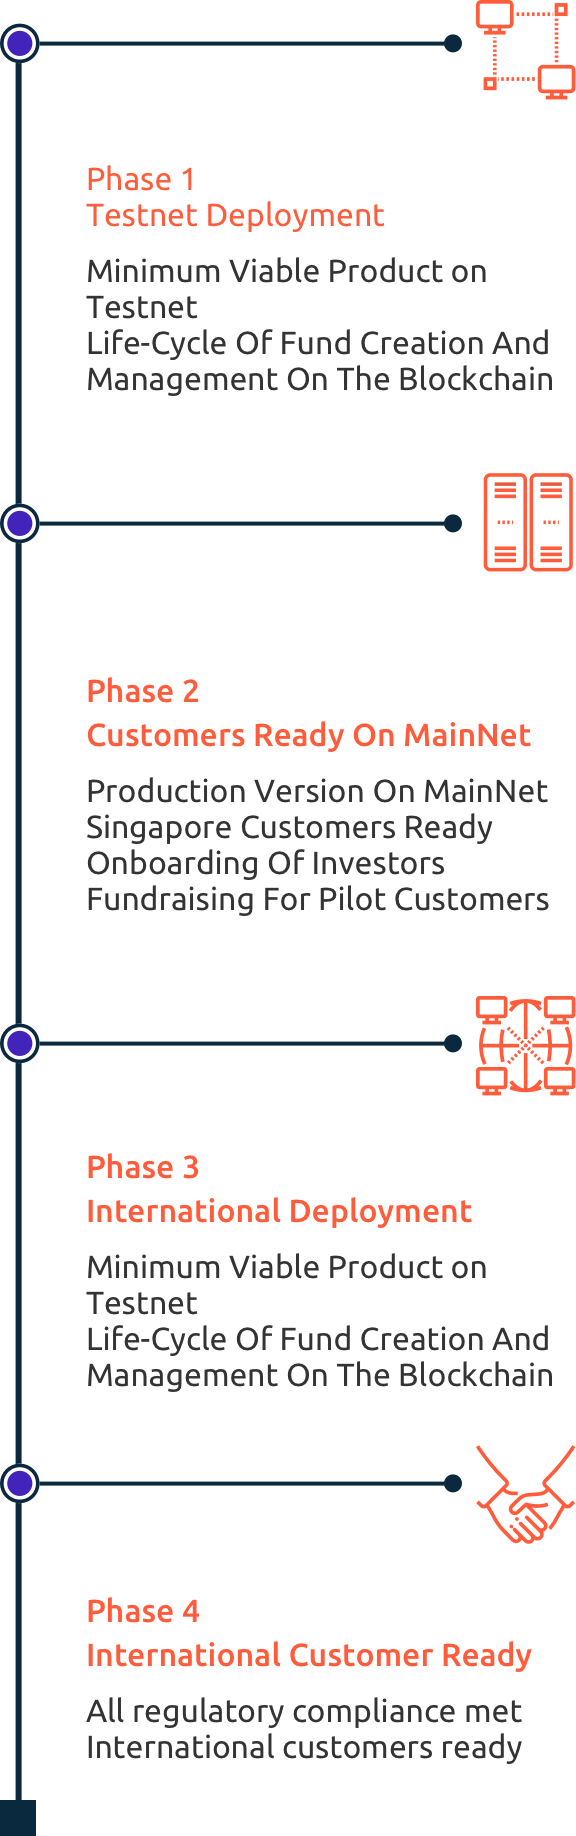 Phase 1
Testnet Deployment
Minimum Viable Product on
Testnet
Life-Cycle Of Fund Creation And
Management On The Blockchain
Phase 2
Customers Ready On MainNet
Production Version On MainNet
Singapore Customers Ready
Onboarding Of Investors
Fundraising For Pilot Customers
Phase 3
International Deployment
Minimum Viable Product on
Testnet
Life-Cycle Of Fund Creation And
Management On The Blockchain
Phase 4
International Customer Ready
All regulatory compliance met
International customers ready